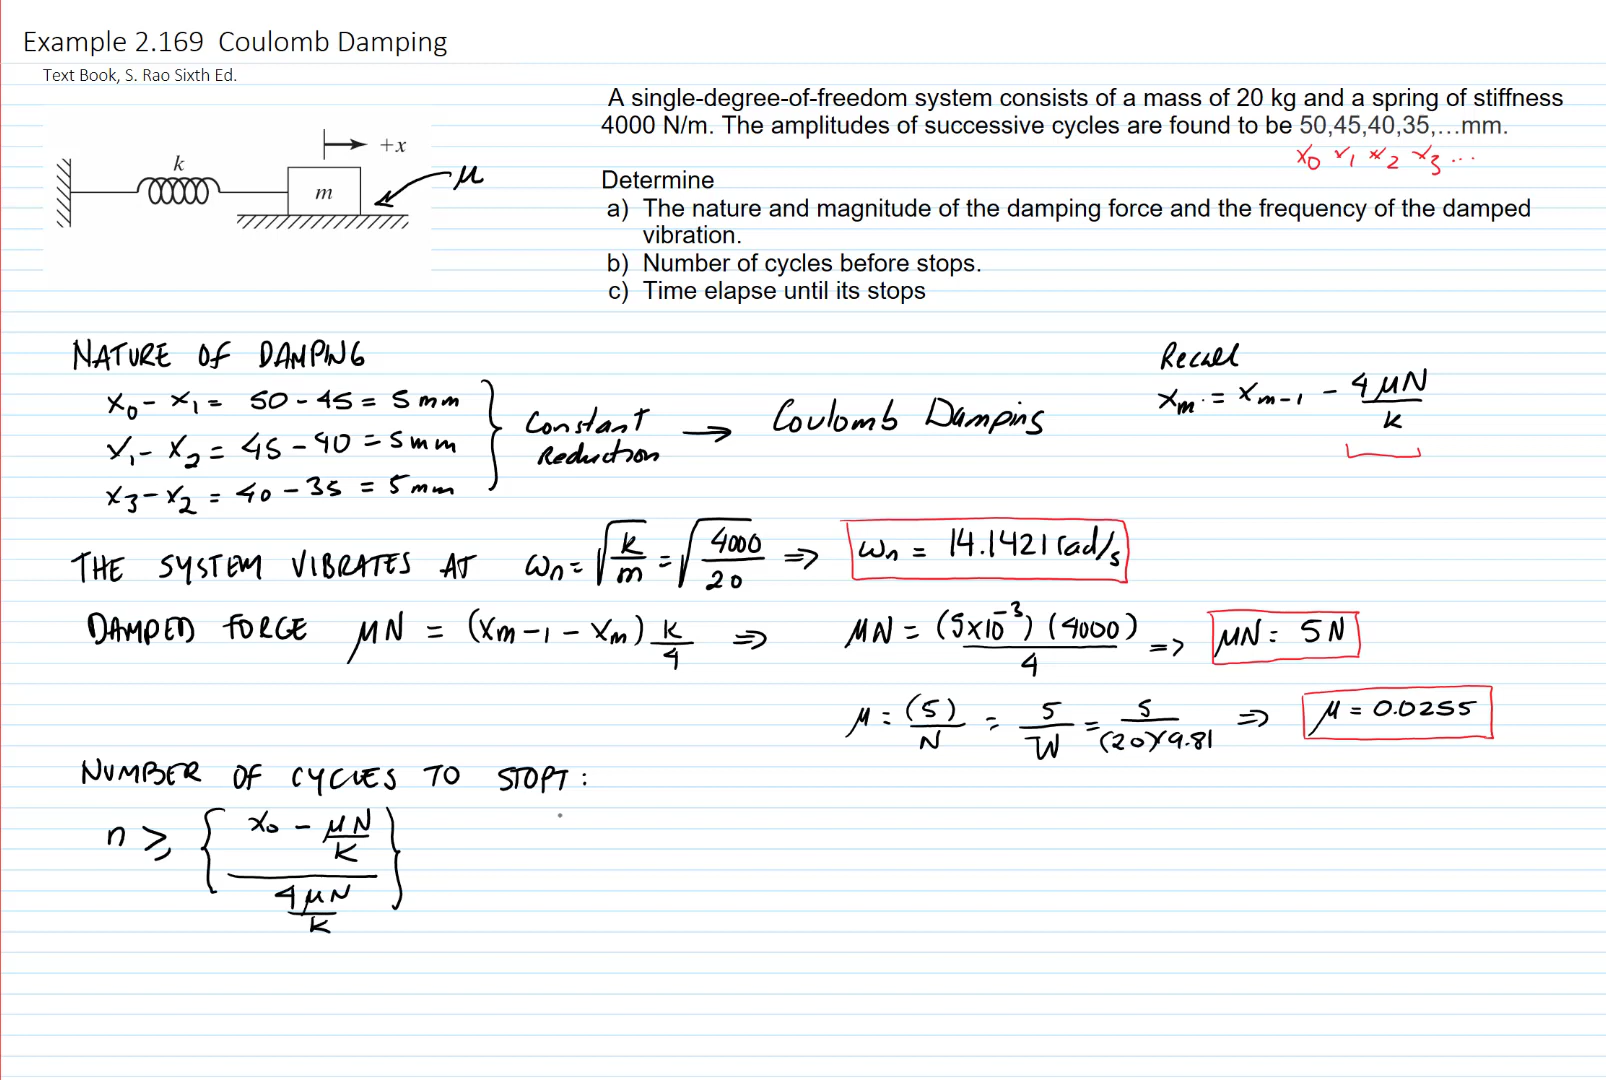 Example 2.169 Coulomb Damping
Text Book, S. Rao Sixth Ed.
A single-degree-of-freedom system consists of a mass of 20 kg and a spring of stiffness
4000 N/m. The amplitudes of successive cycles are found to be 50,45,40,35,...mm.
x₀ x₁ x₂ x₃ ...
Determine
a) The nature and magnitude of the damping force and the frequency of the damped
vibration.
b) Number of cycles before stops.
c) Time elapse until its stops
+x
k
m
μ
NATURE OF DAMPING
x₀ - x₁ = 50 - 45 = 5 mm
x₁ - x₂ = 45 - 40 = 5 mm
x₃ - x₂ = 40 - 35 = 5 mm
Constant
Reduction
→ Coulomb Damping
Recall
xₘ = xₘ₋₁ - 4μN/k
THE SYSTEM VIBRATES AT ωn = √(k/m) = √(4000/20) ⇒ ωn = 14.1421 rad/s
DAMPED FORCE μN = (xₘ₋₁ - xₘ) k/4 ⇒ μN = (5x10⁻³)(4000)/4 => μN = 5N
μ = (5)/N = 5/W = 5/(20)(9.81) ⇒ μ = 0.0255
NUMBER OF CYCLES TO STOPT:
n ≥ { (x₀ - μN/k) / (4μN/k) }